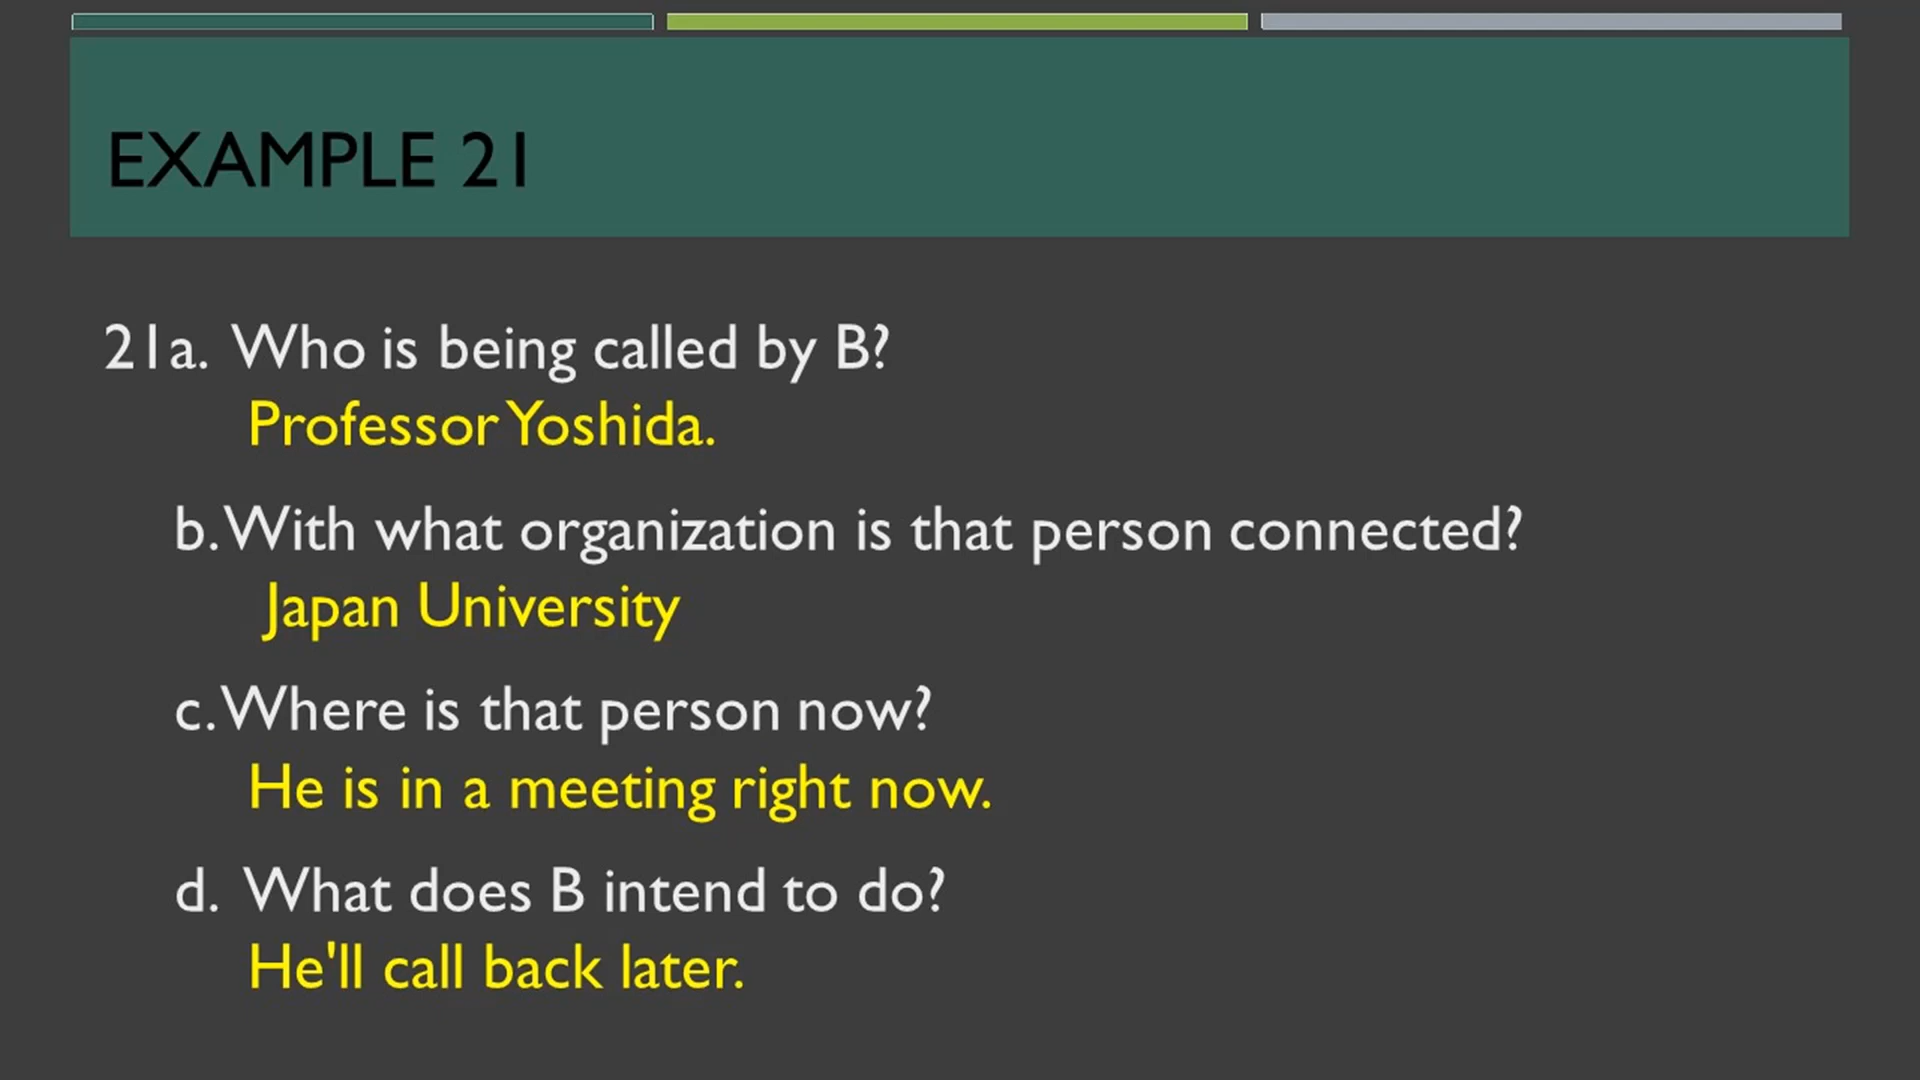 EXAMPLE 21
21a. Who is being called by B?
Professor Yoshida.
b. With what organization is that person connected?
Japan University
c. Where is that person now?
He is in a meeting right now.
d. What does B intend to do?
He'll call back later.